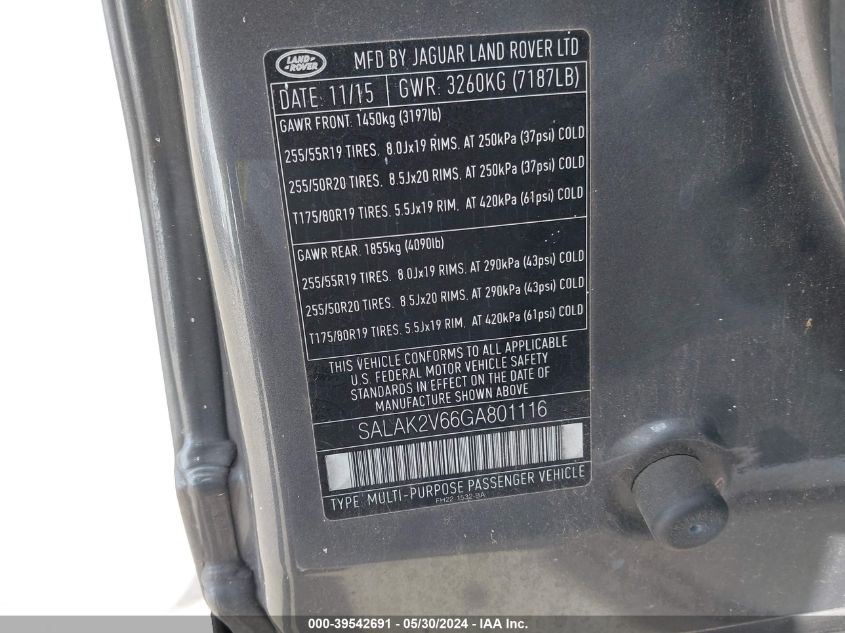 LAND ROVER
MFD BY JAGUAR LAND ROVER LTD
DATE: 11/15 GWR: 3260KG (7187LB)
GAWR FRONT: 1450kg (3197lb)
255/55R19 TIRES. 8.0Jx19 RIMS. AT 250kPa (37psi) COLD
255/50R20 TIRES. 8.5Jx20 RIMS. AT 250kPa (37psi) COLD
T175/80R19 TIRES. 5.5Jx19 RIM. AT 420kPa (61psi) COLD
GAWR REAR: 1855kg (4090lb)
255/55R19 TIRES. 8.0Jx19 RIMS. AT 290kPa (43psi) COLD
255/50R20 TIRES. 8.5Jx20 RIMS. AT 290kPa (43psi) COLD
T175/80R19 TIRES. 5.5Jx19 RIM. AT 420kPa (61psi) COLD
THIS VEHICLE CONFORMS TO ALL APPLICABLE
U.S. FEDERAL MOTOR VEHICLE SAFETY
STANDARDS IN EFFECT ON THE DATE OF
MANUFACTURE SHOWN ABOVE
SALAK2V66GA801116
TYPE: MULTI-PURPOSE PASSENGER VEHICLE
FH22 1532-BA
000-39542691 - 05/30/2024 - IAA Inc.